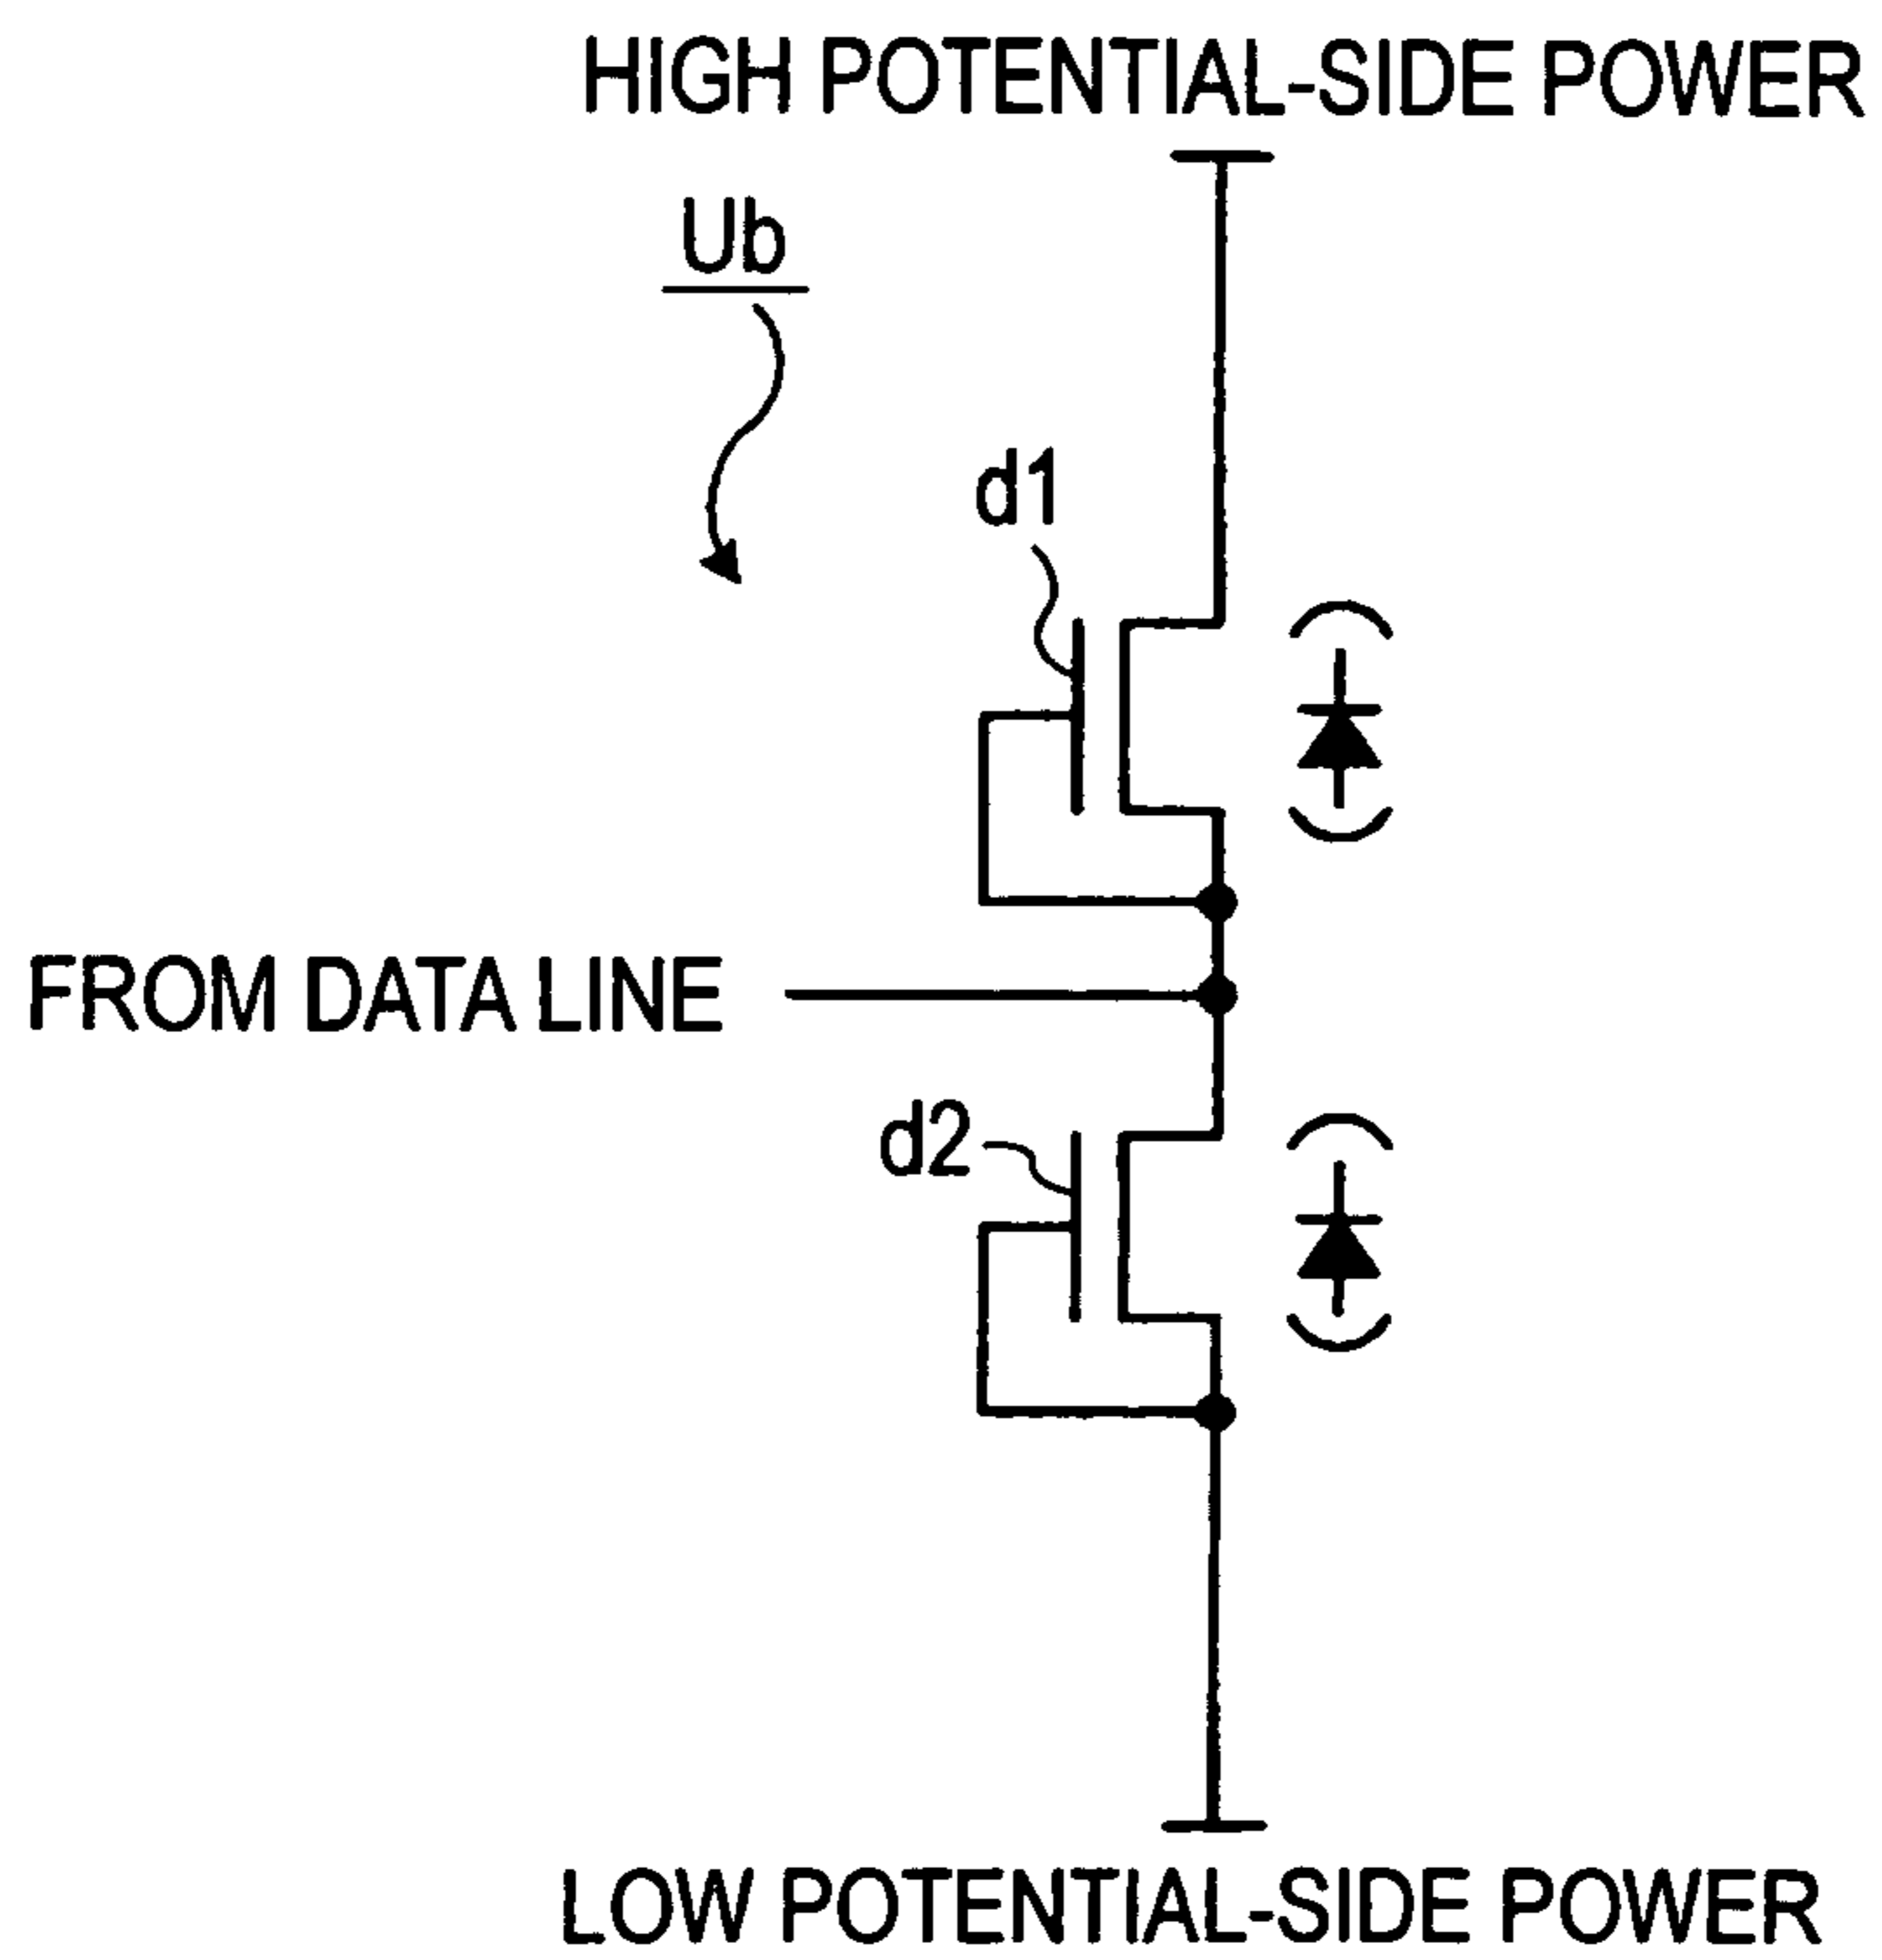 HIGH POTENTIAL-SIDE POWER
Ub
d1
FROM DATA LINE
d2
LOW POTENTIAL-SIDE POWER